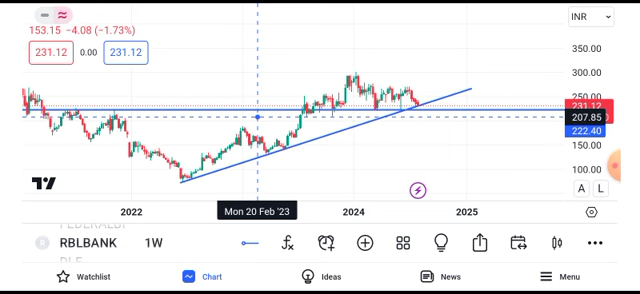 INR
153.15 −4.08 (−1.73%)
231.12 0.00 231.12
350.00
300.00
250.00
231.12
207.85
222.40
150.00
100.00
A L
2022 Mon 20 Feb '23 2024 2025
R RBLBANK 1W
Watchlist Chart Ideas News Menu